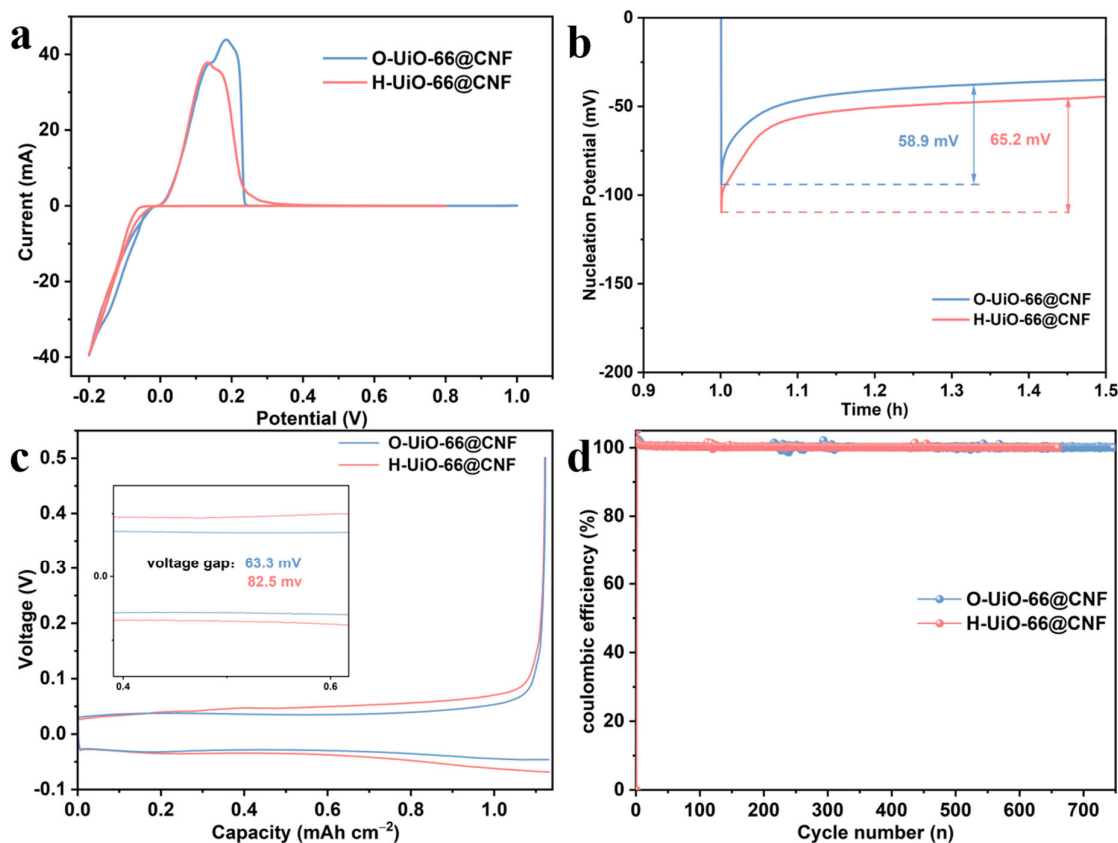 a
O-UiO-66@CNF
H-UiO-66@CNF
Current (mA)
40
20
0
20
-40
-0.2 0.0 0.2 0.4 0.6 0.8 1.0
Potential (V)
b
Nucleation Potential (mV)
0
-50
-100
-150
-200
58.9 mV 65.2 mV
O-UiO-66@CNF
H-UiO-66@CNF
0.9 1.0 1.1 1.2 1.3 1.4 1.5
Time (h)
c
O-UiO-66@CNF
H-UiO-66@CNF
Voltage (V)
0.5
0.4
0.3
0.2
0.1
0.0
-0.1
0.0
voltage gap: 63.3 mV
82.5 mv
0.4 0.6
0.0 0.2 0.4 0.6 0.8 1.0
Capacity (mAh cm⁻²)
d
coulombic efficiency (%)
100
80
60
40
20
0
O-UiO-66@CNF
H-UiO-66@CNF
0 100 200 300 400 500 600 700
Cycle number (n)